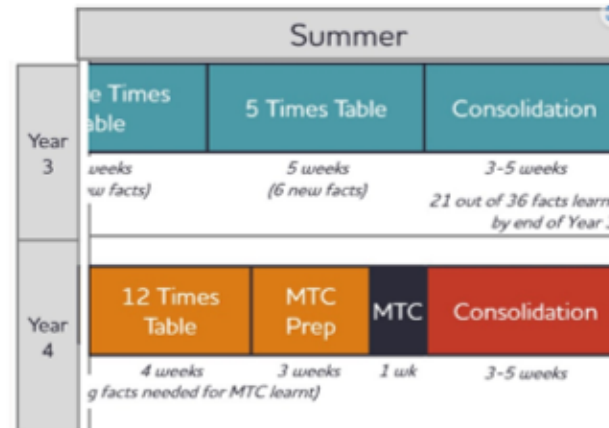 Summer
Year
3
e Times
able
5 Times Table
Consolidation
weeks
w facts)
5 weeks
(6 new facts)
3-5 weeks
21 out of 36 facts learn
by end of Year
Year
4
12 Times
Table
MTC
Prep
MTC
Consolidation
4 weeks
3 weeks
1 wk
3-5 weeks
g facts needed for MTC learnt)